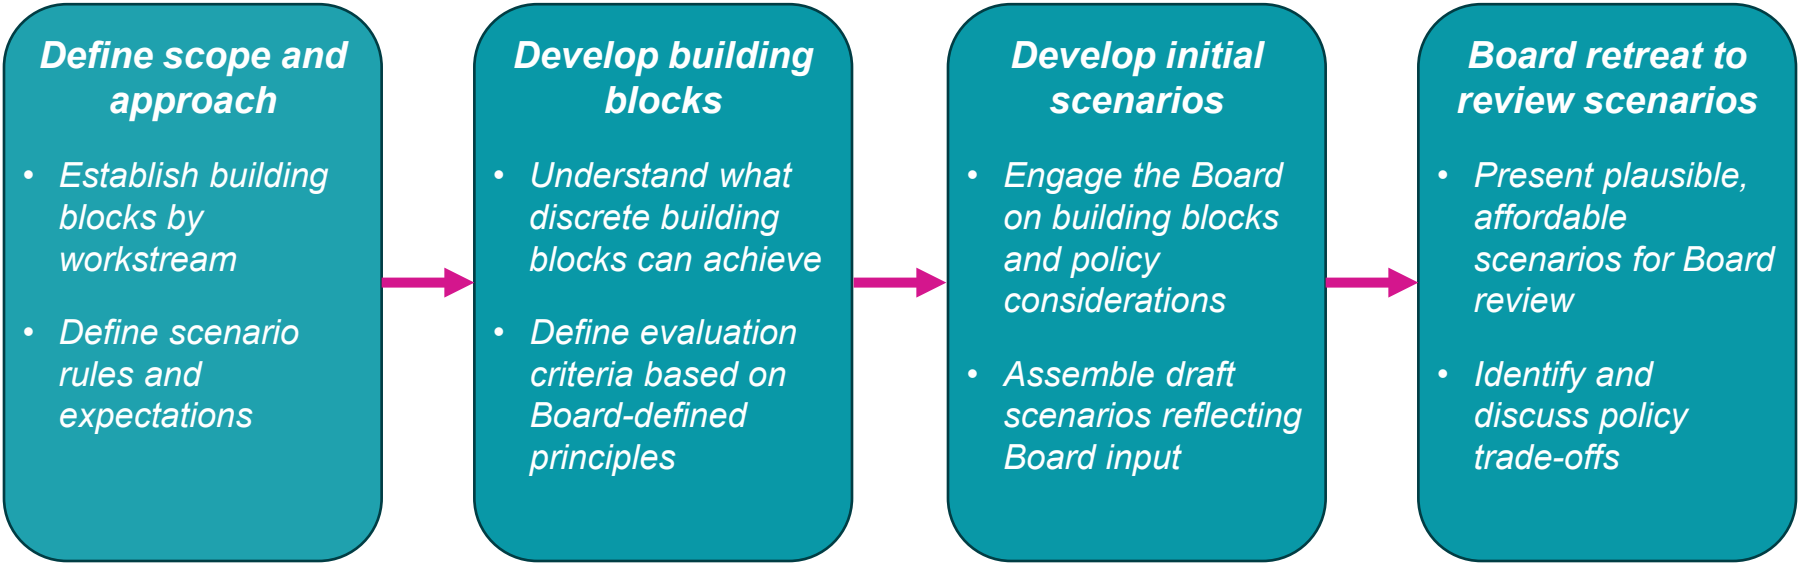 Define scope and
approach
• Establish building
blocks by
workstream
• Define scenario
rules and
expectations
Develop building
blocks
• Understand what
discrete building
blocks can achieve
• Define evaluation
criteria based on
Board-defined
principles
Develop initial
scenarios
• Engage the Board
on building blocks
and policy
considerations
• Assemble draft
scenarios reflecting
Board input
Board retreat to
review scenarios
• Present plausible,
affordable
scenarios for Board
review
• Identify and
discuss policy
trade-offs